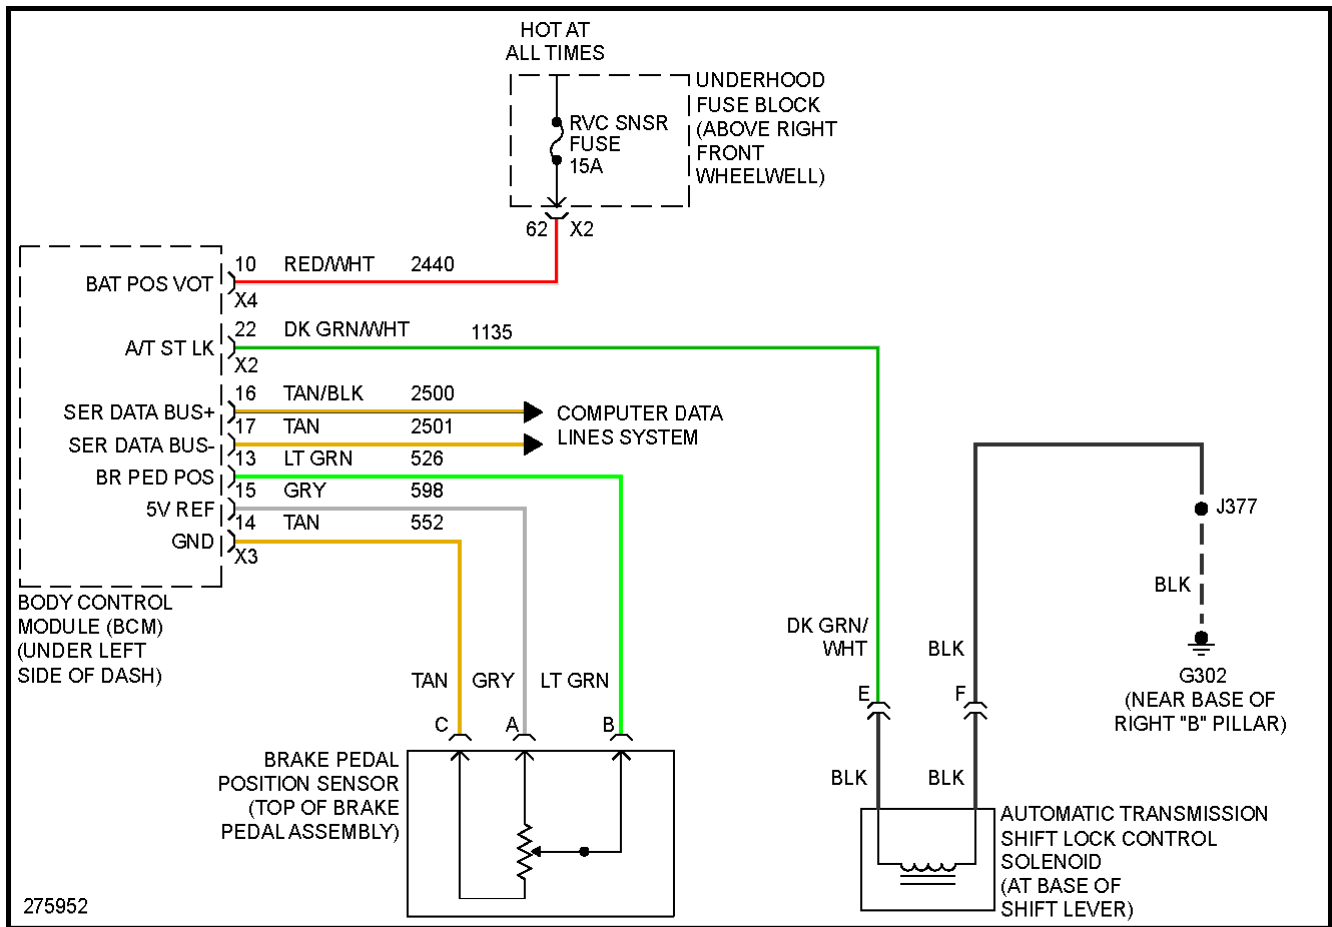 HOT AT
ALL TIMES
UNDERHOOD
FUSE BLOCK
(ABOVE RIGHT
FRONT
WHEELWELL)
RVC SNSR
FUSE
15A
62 X2
BAT POS VOT
10 RED/WHT 2440
X4
A/T ST LK
22 DK GRN/WHT 1135
X2
SER DATA BUS+
16 TAN/BLK 2500
SER DATA BUS-
17 TAN 2501
COMPUTER DATA
LINES SYSTEM
BR PED POS
13 LT GRN 526
5V REF
15 GRY 598
GND
14 TAN 552
X3
BODY CONTROL
MODULE (BCM)
(UNDER LEFT
SIDE OF DASH)
J377
BLK
G302
(NEAR BASE OF
RIGHT "B" PILLAR)
DK GRN/
WHT
BLK
E F
TAN GRY LT GRN
C A B
BRAKE PEDAL
POSITION SENSOR
(TOP OF BRAKE
PEDAL ASSEMBLY)
BLK BLK
AUTOMATIC TRANSMISSION
SHIFT LOCK CONTROL
SOLENOID
(AT BASE OF
SHIFT LEVER)
275952